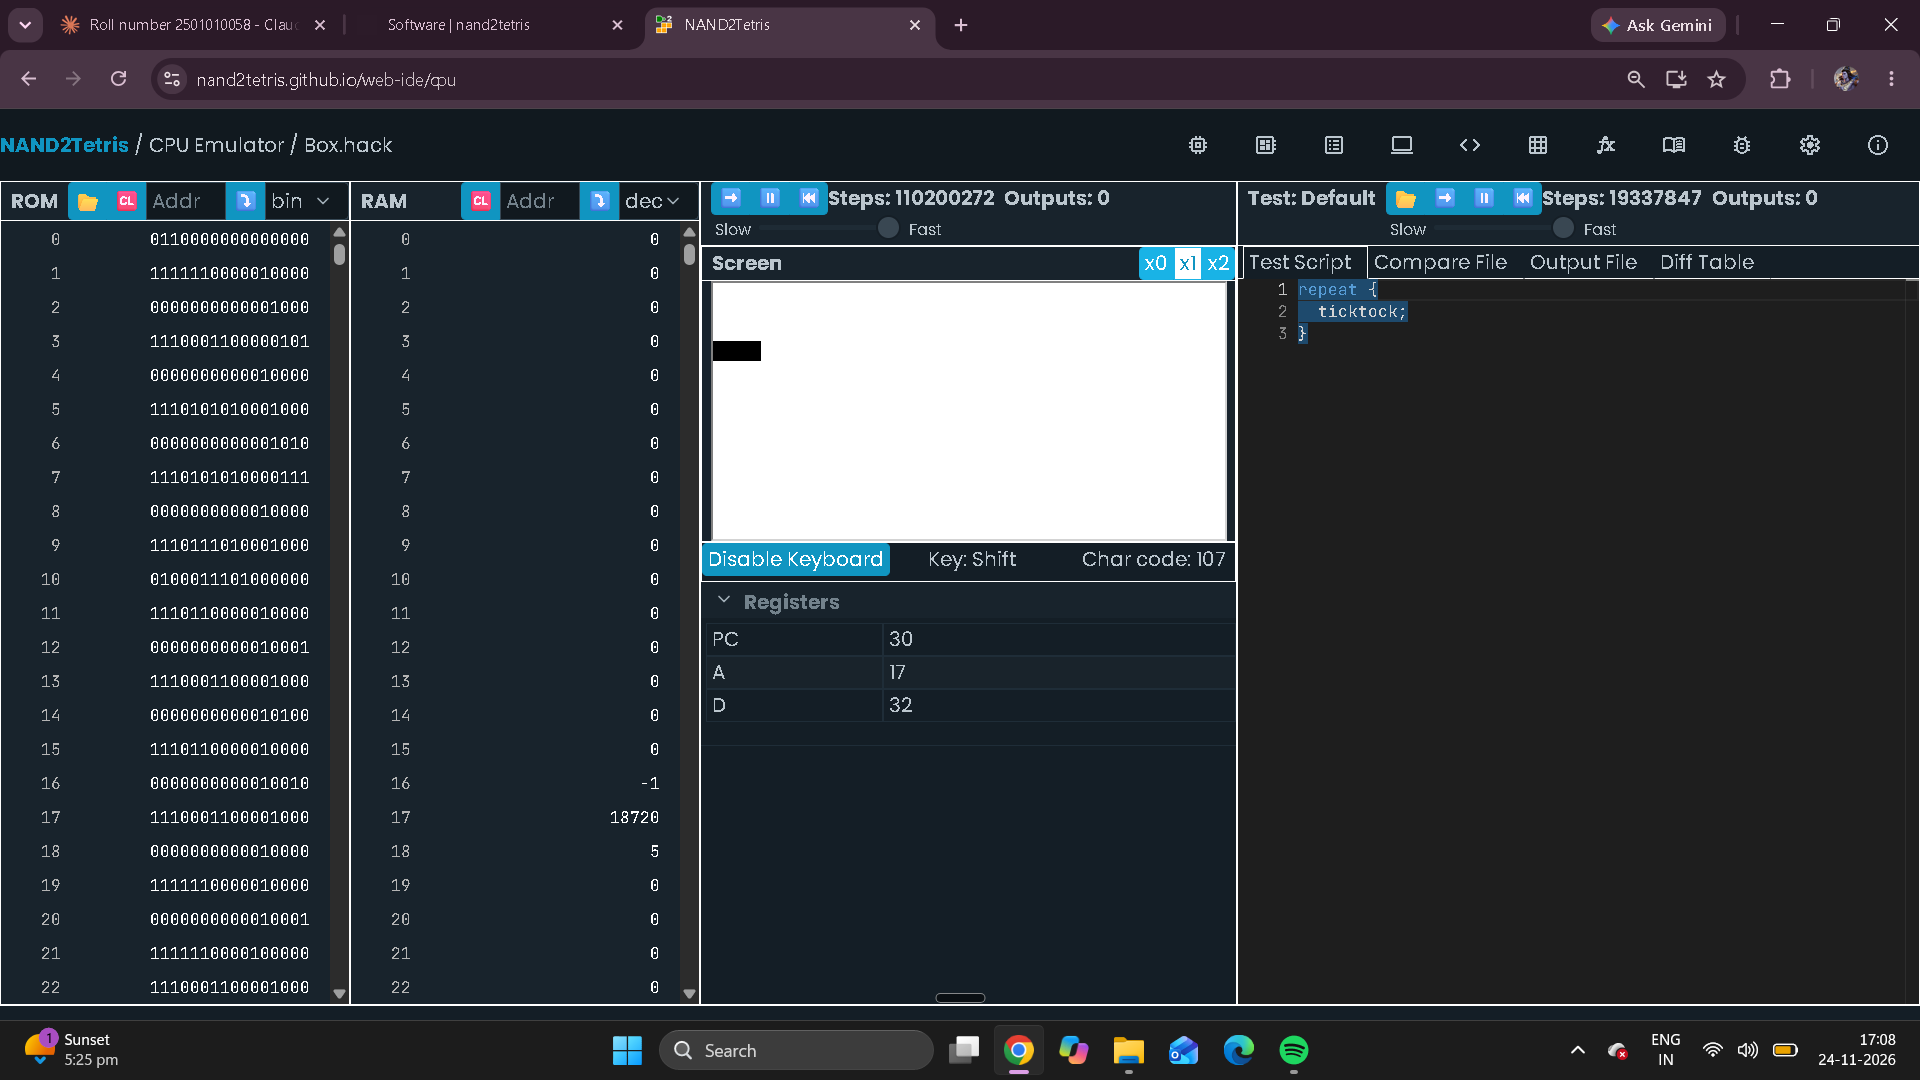 Roll number 2501010058 - Clau
Software | nand2tetris
NAND2Tetris
Ask Gemini
nand2tetris.github.io/web-ide/cpu
NAND2Tetris / CPU Emulator / Box.hack
ROM CL Addr bin
0 0110000000000000
1 1111110000010000
2 0000000000001000
3 1110001100000101
4 0000000000010000
5 1110101010001000
6 0000000000001010
7 1110101010000111
8 0000000000010000
9 1110111010001000
10 0100011101000000
11 1110110000010000
12 0000000000010001
13 1110001100001000
14 0000000000010100
15 1110110000010000
16 0000000000010010
17 1110001100001000
18 0000000000010000
19 1111110000010000
20 0000000000010001
21 1111110000100000
22 1110001100001000
RAM CL Addr dec
0 0
1 0
2 0
3 0
4 0
5 0
6 0
7 0
8 0
9 0
10 0
11 0
12 0
13 0
14 0
15 0
16 -1
17 18720
18 5
19 0
20 0
21 0
22 0
Steps: 110200272 Outputs: 0
Slow Fast
Screen x0 x1 x2
Disable Keyboard Key: Shift Char code: 107
Registers
PC 30
A 17
D 32
Test: Default Steps: 19337847 Outputs: 0
Slow Fast
Test Script Compare File Output File Diff Table
1 repeat {
2 ticktock;
3 }
1
Sunset
5:25 pm
Search
ENG
IN
17:08
24-11-2026